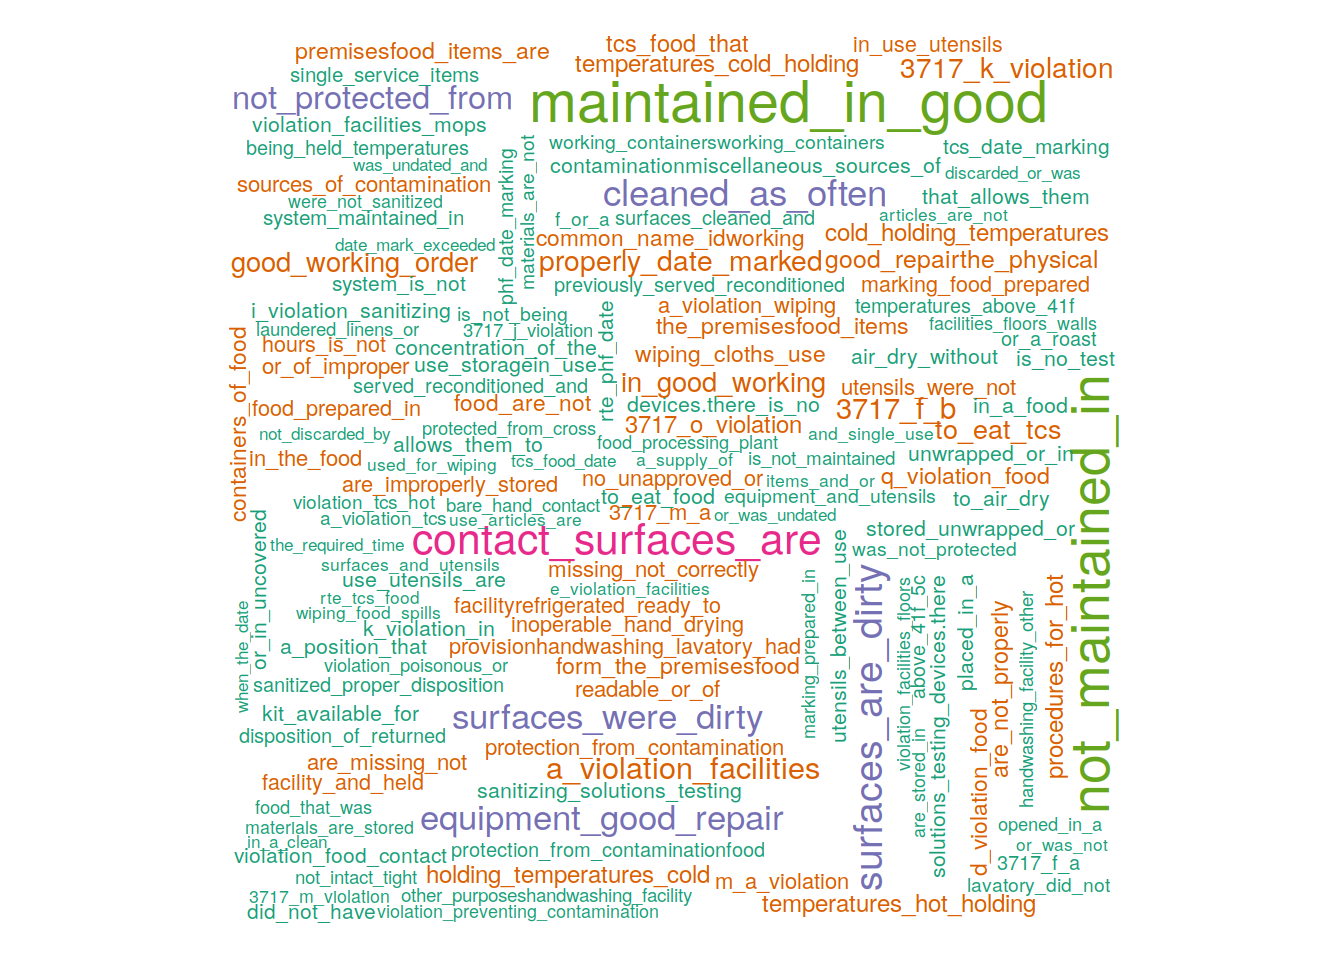 premisesfood_items_are
tcs_food_that
in_use_utensils
single_service_items
temperatures_cold_holding
3717_k_violation
not_protected_from
maintained_in_good
violation_facilities_mops
working_containersworking_containers
tcs_date_marking
being_held_temperatures
was_undated_and
contaminationmiscellaneous_sources_of
discarded_or_was
sources_of_contamination
phf_date_marking
materials_are_not
cleaned_as_often
that_allows_them
were_not_sanitized
system_maintained_in
f_or_a
surfaces_cleaned_and
articles_are_not
date_mark_exceeded
common_name_idworking
cold_holding_temperatures
good_working_order
properly_date_marked
good_repairthe_physical
system_is_not
previously_served_reconditioned
marking_food_prepared
i_violation_sanitizing
is_not_being
a_violation_wiping
temperatures_above_41f
laundered_linens_or
3717_j_violation
rte_phf_date
the_premisesfood_items
facilities_floors_walls
containers_of_food
hours_is_not
concentration_of_the
wiping_cloths_use
air_dry_without
or_a_roast
is_no_test
or_of_improper
use_storagein_use
served_reconditioned_and
in_good_working
utensils_were_not
food_prepared_in
food_are_not
devices.there_is_no
3717_f_b
in_a_food
not_discarded_by
protected_from_cross
3717_o_violation
and_single_use
to_eat_tcs
allows_them_to
food_processing_plant
in_the_food
used_for_wiping
tcs_food_date
a_supply_of
is_not_maintained
unwrapped_or_in
are_improperly_stored
no_unapproved_or
items_and_or
q_violation_food
violation_tcs_hot
bare_hand_contact
to_eat_food
equipment_and_utensils
to_air_dry
a_violation_tcs
use_articles_are
3717_m_a
or_was_undated
stored_unwrapped_or
not_maintained_in
or_in_uncovered
the_required_time
contact_surfaces_are
utensils_between_use
was_not_protected
surfaces_and_utensils
missing_not_correctly
use_utensils_are
e_violation_facilities
rte_tcs_food
wiping_food_spills
facilityrefrigerated_ready_to
k_violation_in
inoperable_hand_drying
when_the_date
a_position_that
provisionhandwashing_lavatory_had
violation_poisonous_or
form_the_premisesfood
marking_prepared_in
surfaces_are_dirty
violation_facilities_floors
above_41f_5c
solutions_testing_devices.there
placed_in_a
are_not_properly
handwashing_facility_other
procedures_for_hot
sanitized_proper_disposition
readable_or_of
kit_available_for
surfaces_were_dirty
disposition_of_returned
protection_from_contamination
are_stored_in
d_violation_food
are_missing_not
a_violation_facilities
facility_and_held
sanitizing_solutions_testing
food_that_was
equipment_good_repair
materials_are_stored
opened_in_a
in_a_clean
or_was_not
violation_food_contact
protection_from_contaminationfood
3717_f_a
not_intact_tight
holding_temperatures_cold
m_a_violation
lavatory_did_not
3717_m_violation
other_purposeshandwashing_facility
did_not_have
violation_preventing_contamination
temperatures_hot_holding